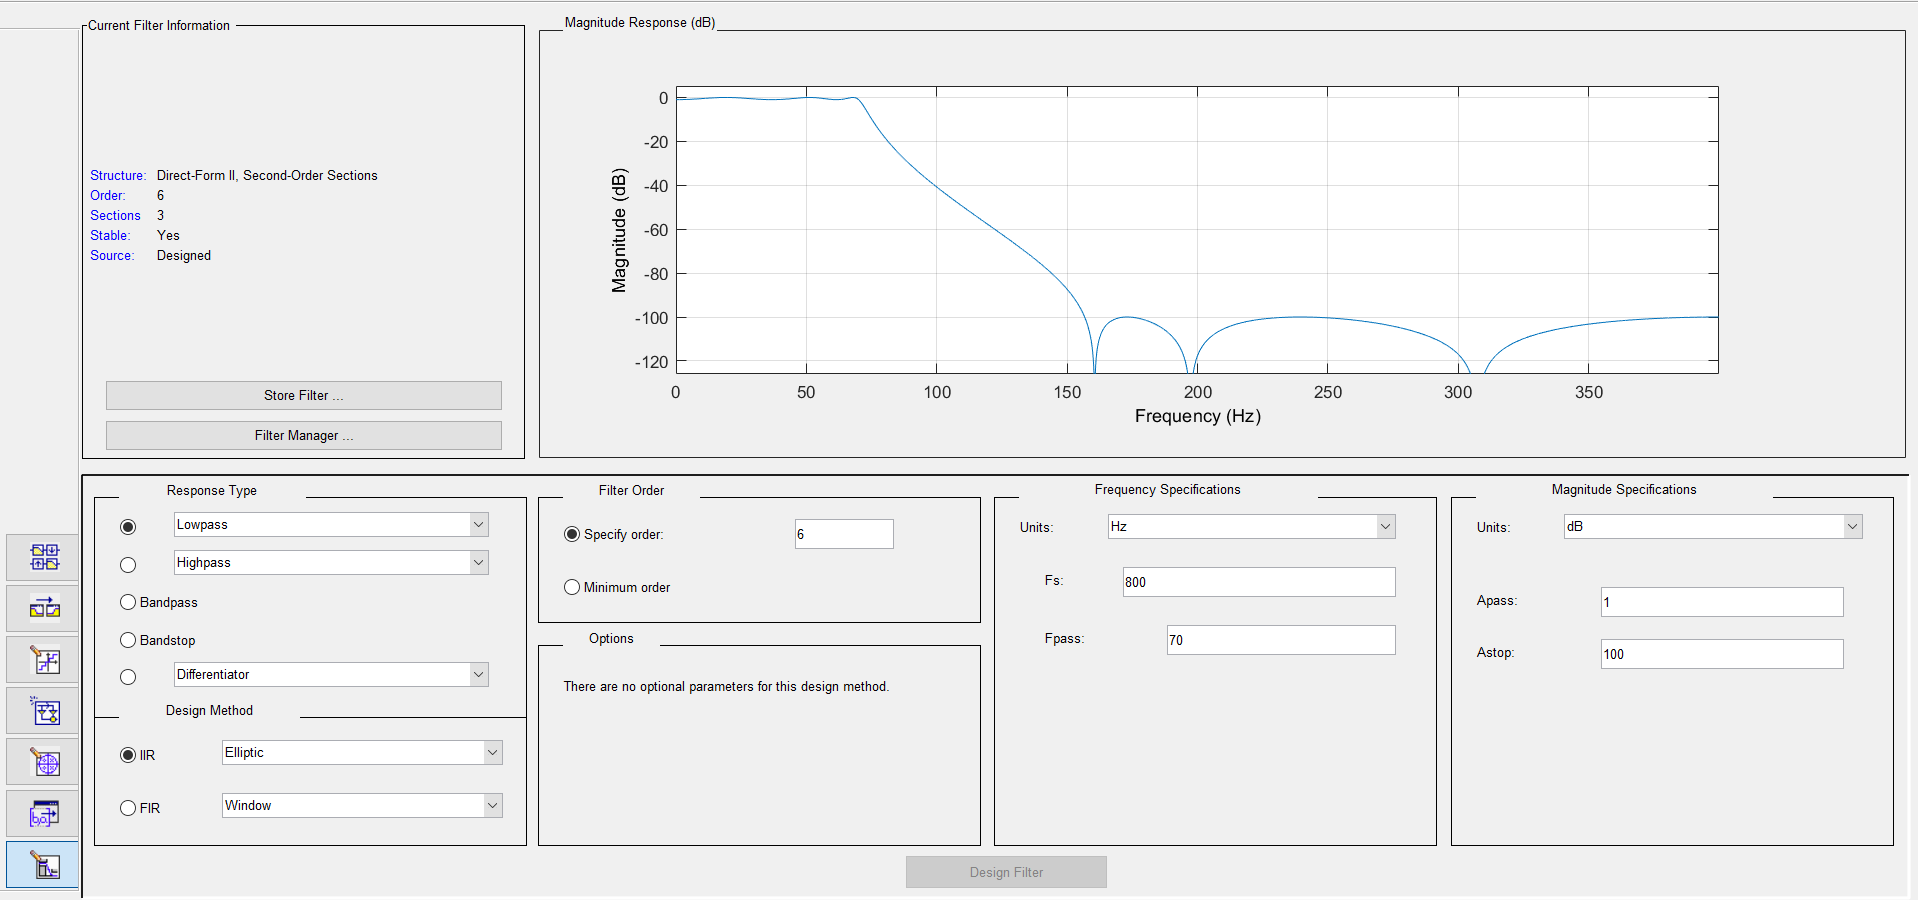 Current Filter Information
Structure: Direct-Form II, Second-Order Sections
Order: 6
Sections 3
Stable: Yes
Source: Designed
Store Filter ...
Filter Manager ...
Magnitude Response (dB)
0
-20
-40
-60
-80
-100
-120
Magnitude (dB)
0 50 100 150 200 250 300 350
Frequency (Hz)
Response Type
Lowpass
Highpass
Bandpass
Bandstop
Differentiator
Design Method
IIR Elliptic
FIR Window
Filter Order
Specify order: 6
Minimum order
Options
There are no optional parameters for this design method.
Frequency Specifications
Units: Hz
Fs: 800
Fpass: 70
Magnitude Specifications
Units: dB
Apass: 1
Astop: 100
Design Filter